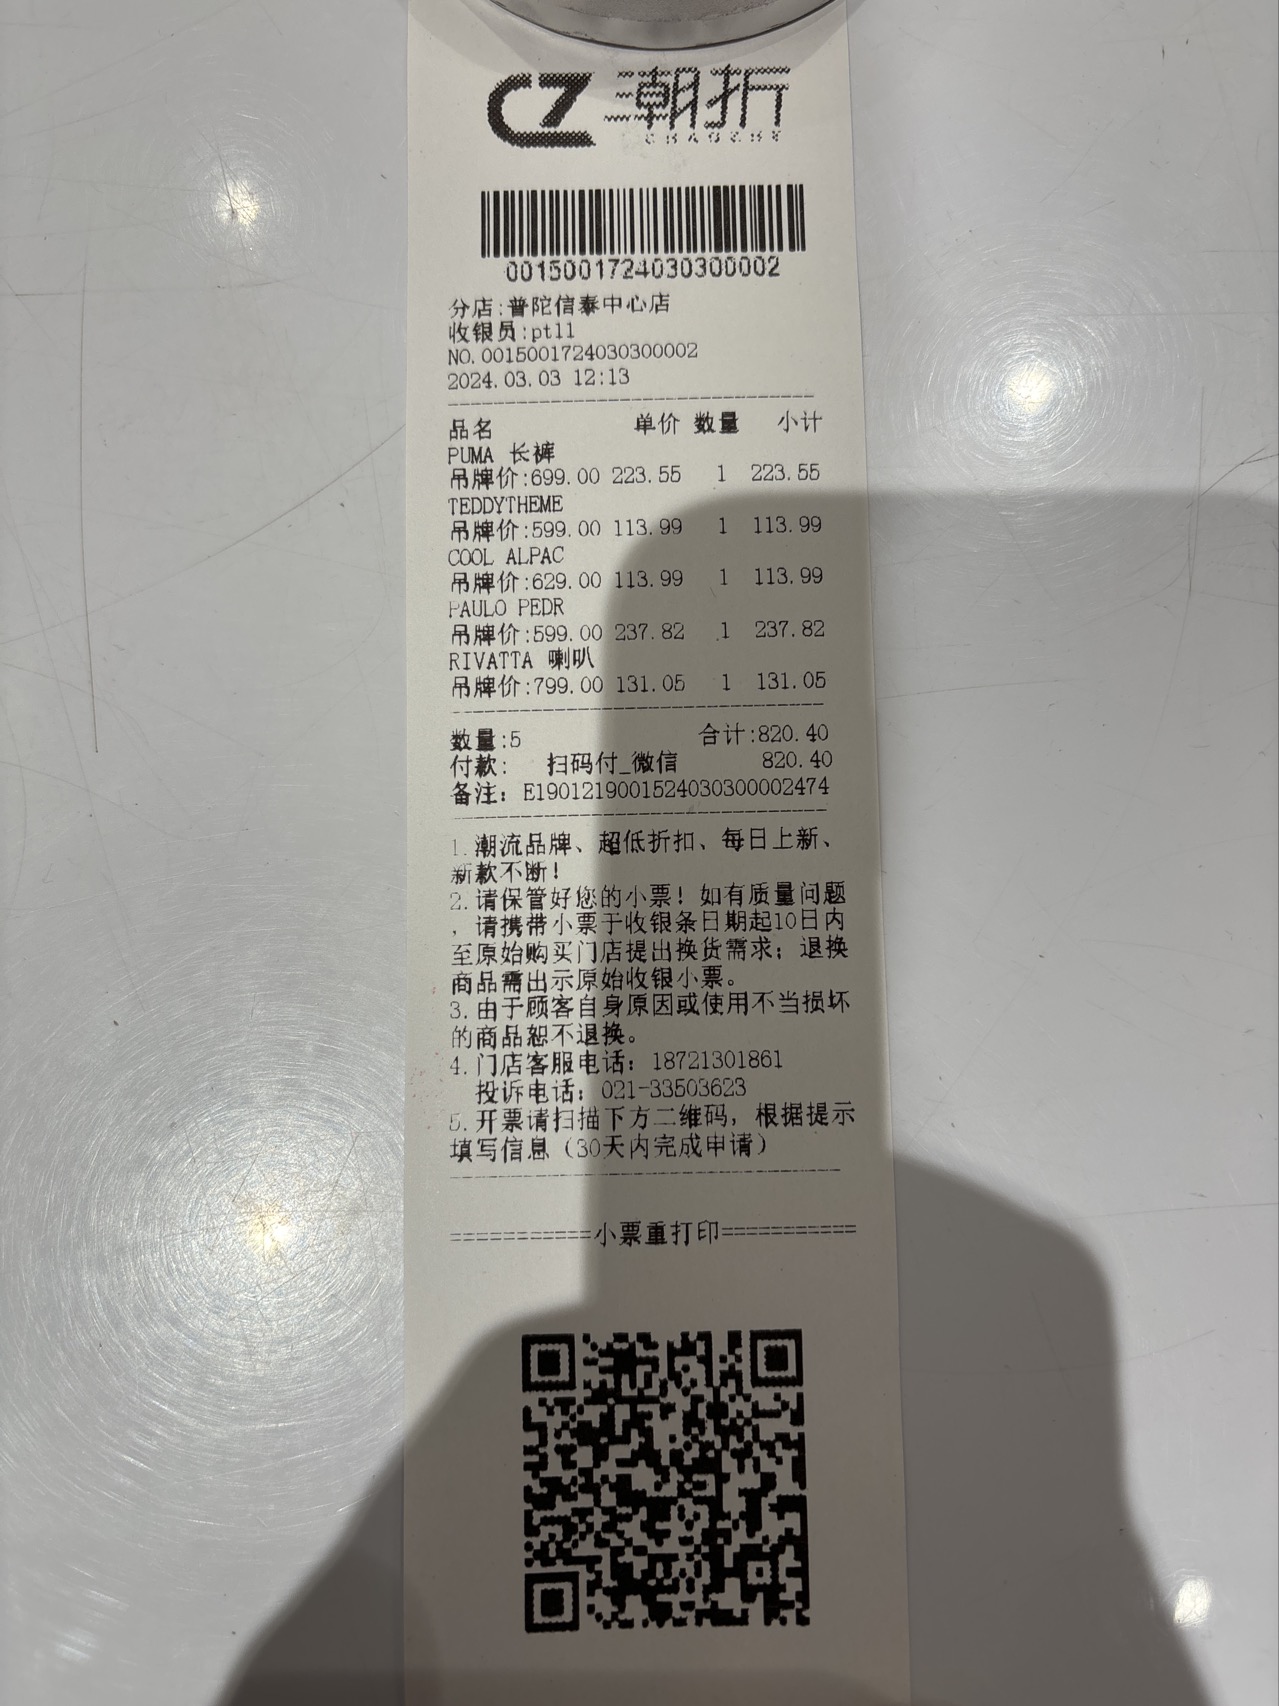 CZ 潮折
CHAOZHE
0015001724030300002
分店:普陀信泰中心店
收银员:pt11
NO.0015001724030300002
2024.03.03 12:13
品名 单价 数量 小计
PUMA 长裤
吊牌价:699.00 223.55 1 223.55
TEDDYTHEME
吊牌价:599.00 113.99 1 113.99
COOL ALPAC
吊牌价:629.00 113.99 1 113.99
PAULO PEDR
吊牌价:599.00 237.82 1 237.82
RIVATTA 喇叭
吊牌价:799.00 131.05 1 131.05
数量:5 合计:820.40
付款: 扫码付_微信 820.40
备注: E19012190015240303000002474
1.潮流品牌、超低折扣、每日上新、
新款不断!
2.请保管好您的小票!如有质量问题
，请携带小票于收银条日期起10日内
至原始购买门店提出换货需求；退换
商品需出示原始收银小票。
3.由于顾客自身原因或使用不当损坏
的商品恕不退换。
4.门店客服电话：18721301861
投诉电话：021-33503623
5.开票请扫描下方二维码，根据提示
填写信息（30天内完成申请）
===========小票重打印===========